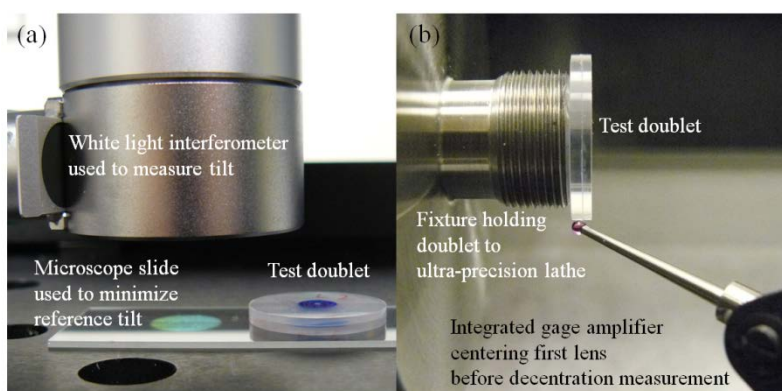 (a)
White light interferometer
used to measure tilt
Microscope slide
used to minimize
reference tilt
Test doublet
(b)
Test doublet
Fixture holding
doublet to
ultra-precision lathe
Integrated gage amplifier
centering first lens
before decentration measurement